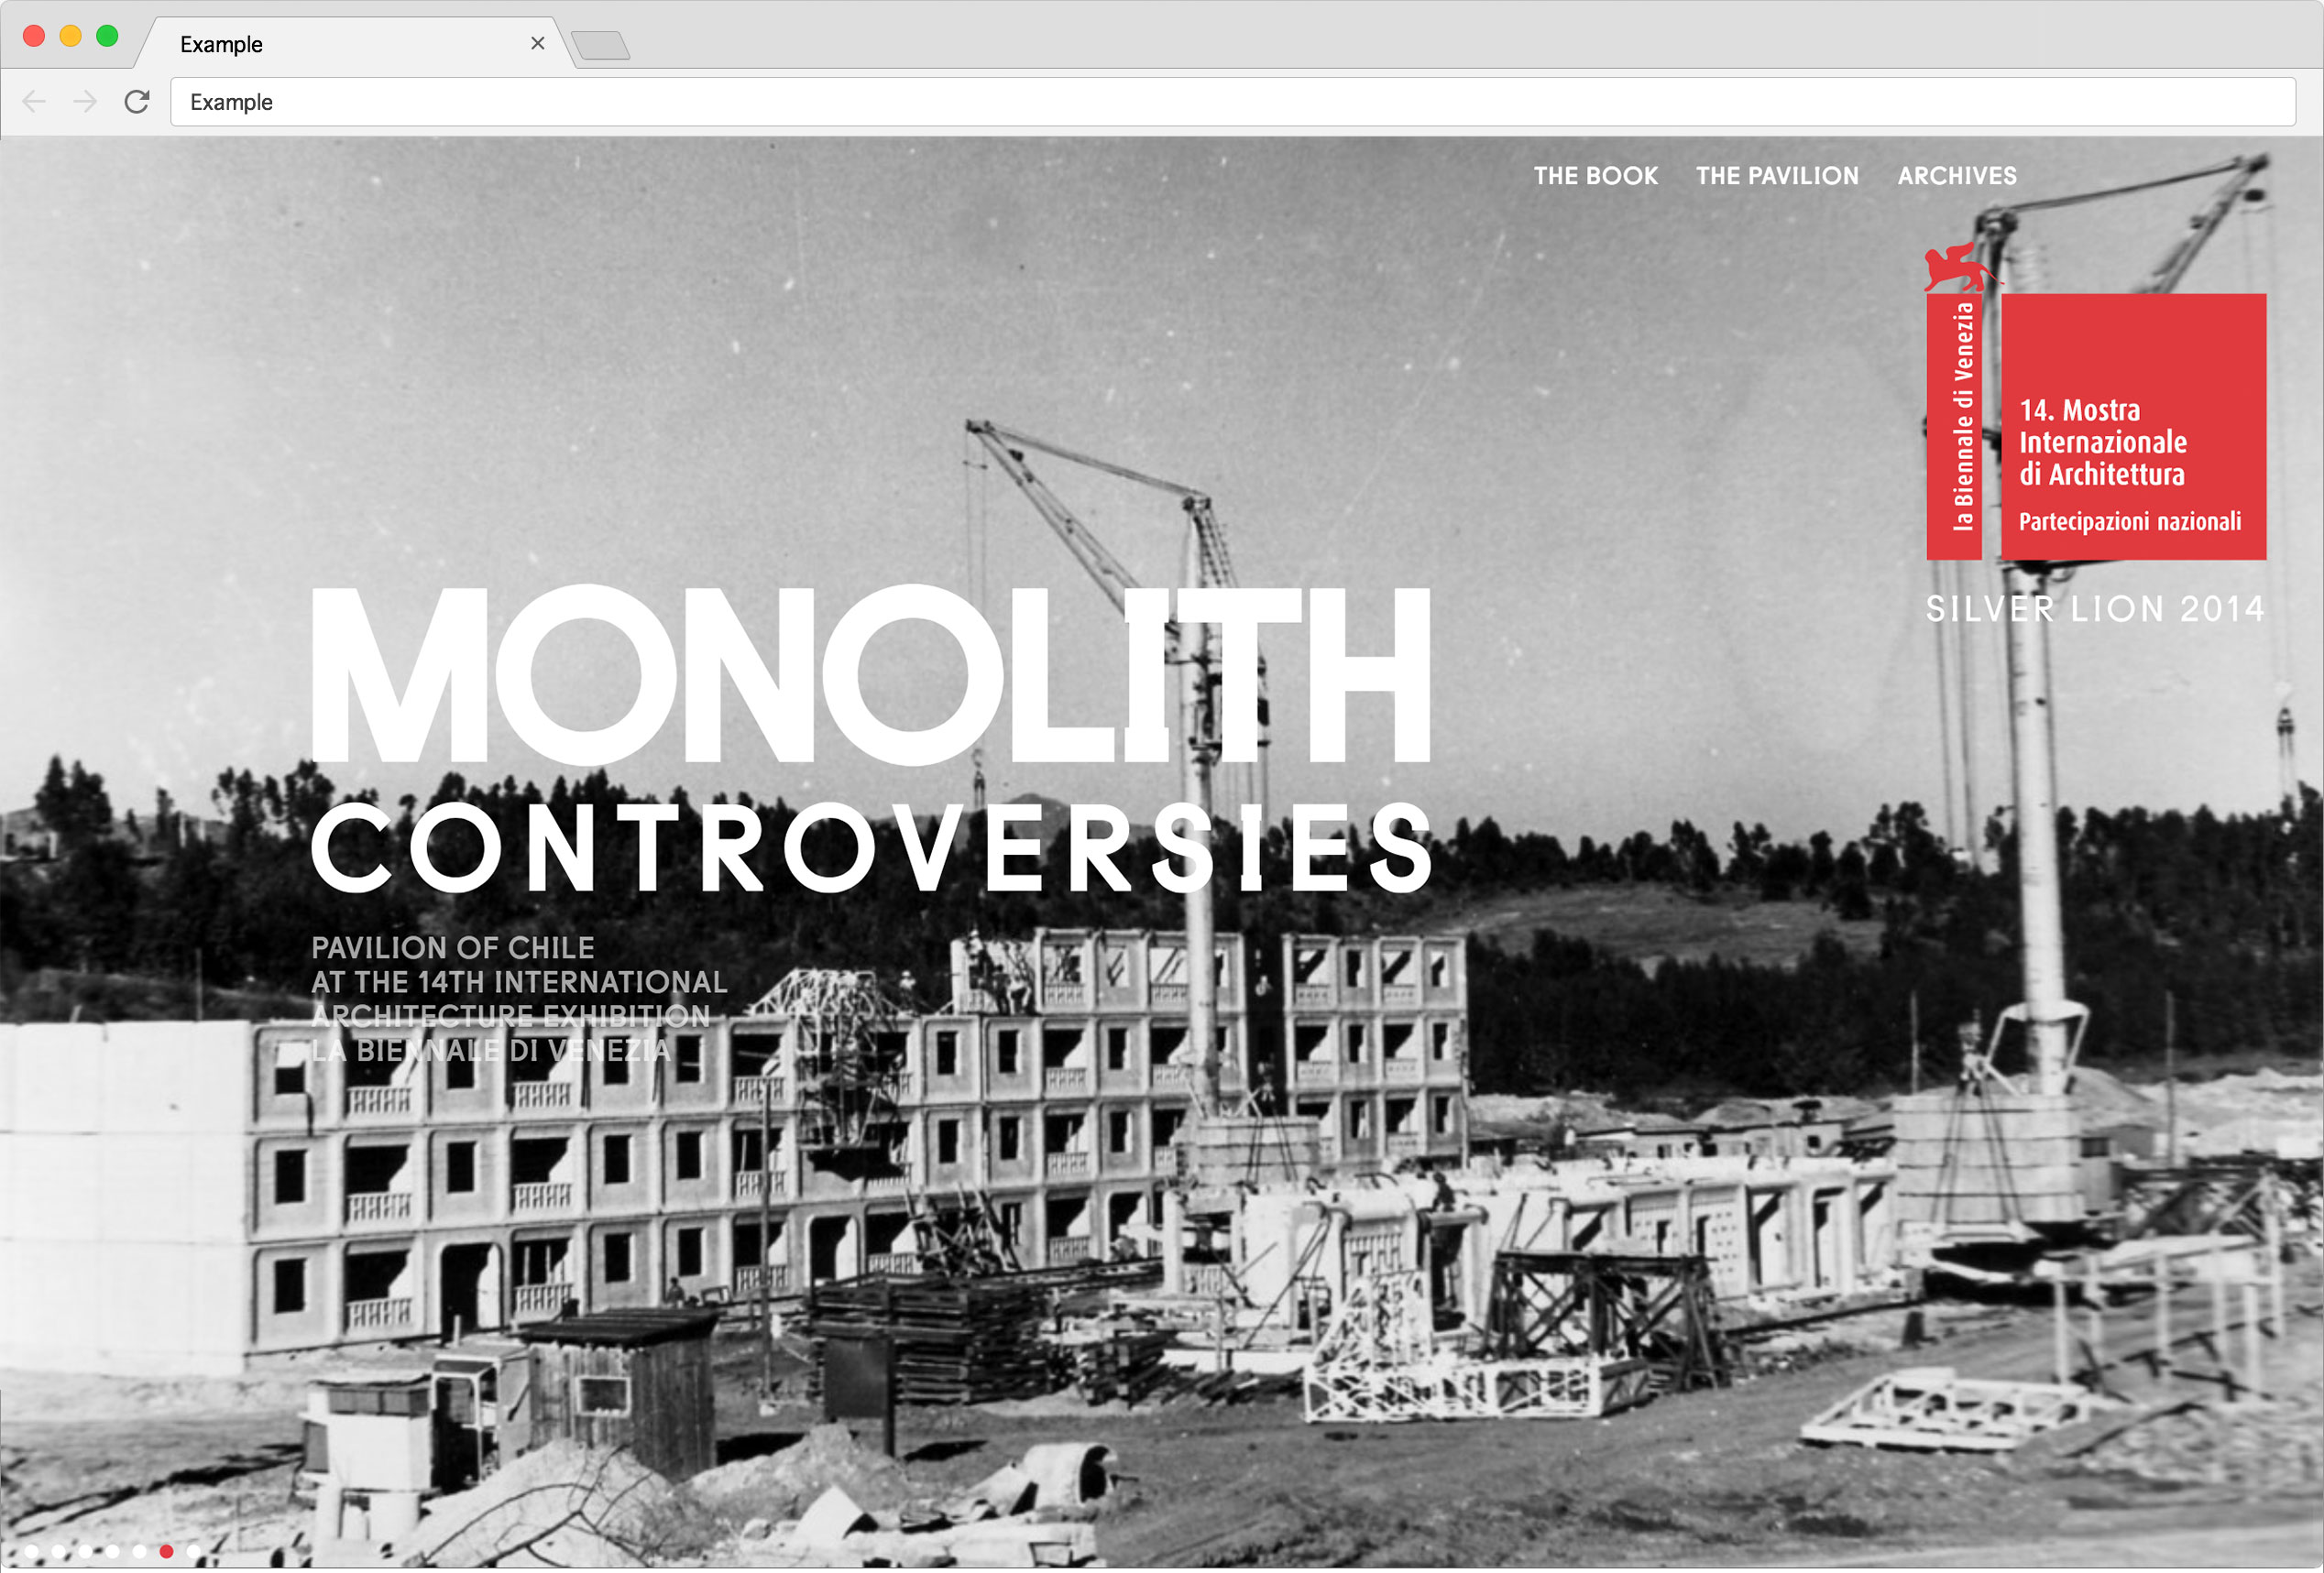 Example
Example
THE BOOK THE PAVILION ARCHIVES
la Biennale di Venezia
14. Mostra
Internazionale
di Architettura
Partecipazioni nazionali
SILVER LION 2014
MONOLITH
CONTROVERSIES
PAVILION OF CHILE
AT THE 14TH INTERNATIONAL
ARCHITECTURE EXHIBITION
LA BIENNALE DI VENEZIA